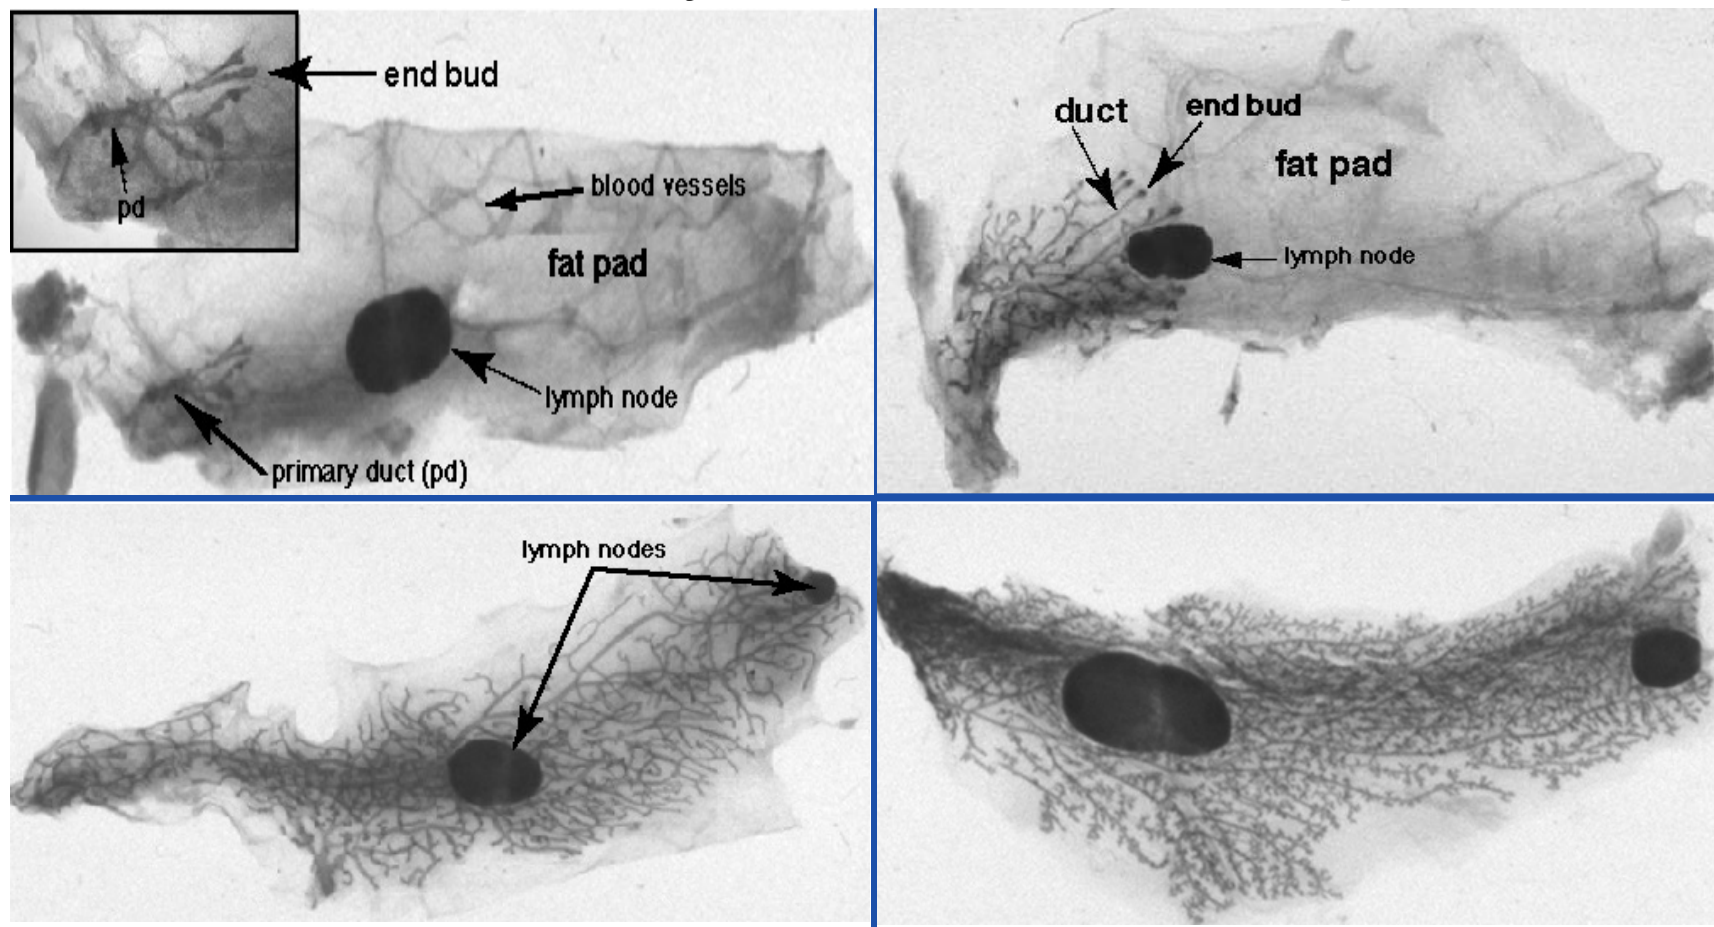 end bud
pd
blood vessels
fat pad
lymph node
primary duct (pd)
duct
end bud
fat pad
lymph node
lymph nodes